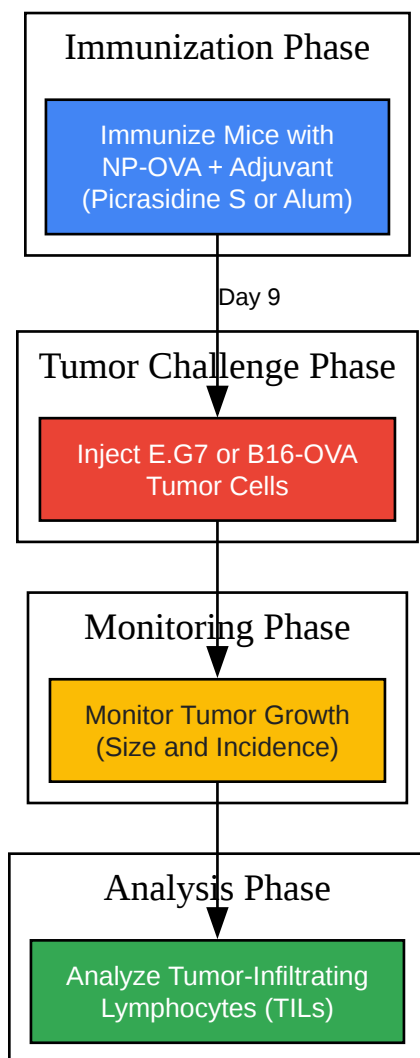 Immunization Phase
Immunize Mice with
NP-OVA + Adjuvant
(Picrasidine S or Alum)
Day 9
Tumor Challenge Phase
Inject E.G7 or B16-OVA
Tumor Cells
Monitoring Phase
Monitor Tumor Growth
(Size and Incidence)
Analysis Phase
Analyze Tumor-Infiltrating
Lymphocytes (TILs)